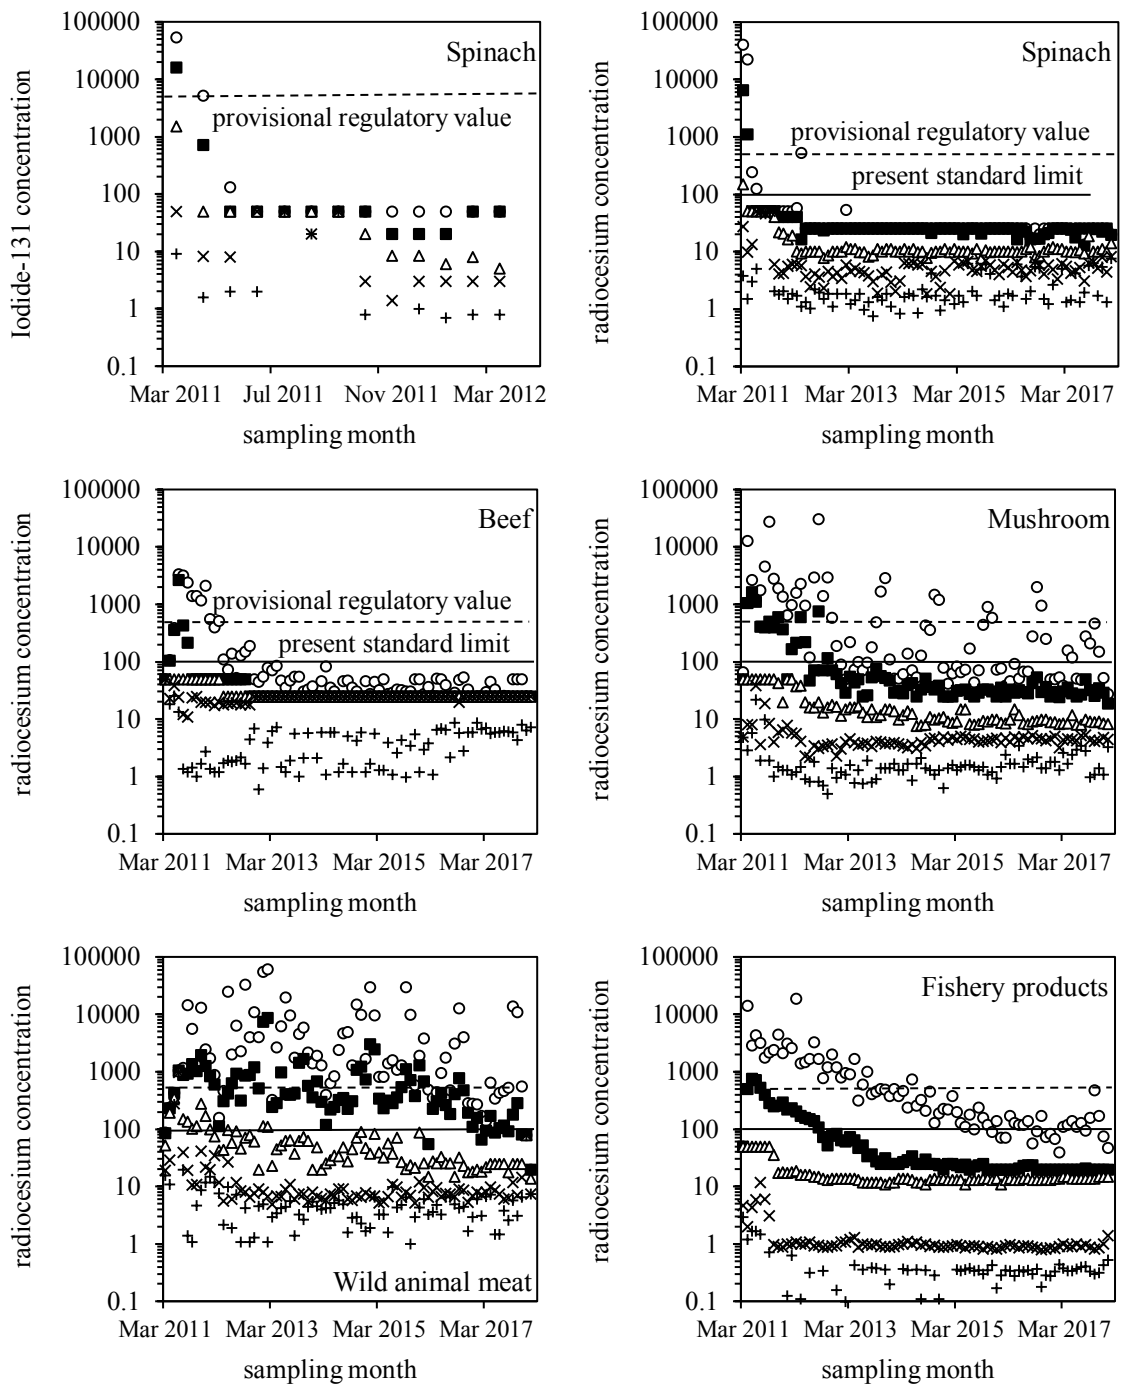 Iodide-131 concentration
100000
10000
1000
100
10
1
0.1
Spinach
provisional regulatory value
Mar 2011 Jul 2011 Nov 2011 Mar 2012
sampling month
radiocesium concentration
100000
10000
1000
100
10
1
0.1
Spinach
provisional regulatory value
present standard limit
Mar 2011 Mar 2013 Mar 2015 Mar 2017
sampling month
radiocesium concentration
100000
10000
1000
100
10
1
0.1
Beef
provisional regulatory value
present standard limit
Mar 2011 Mar 2013 Mar 2015 Mar 2017
sampling month
radiocesium concentration
100000
10000
1000
100
10
1
0.1
Mushroom
Mar 2011 Mar 2013 Mar 2015 Mar 2017
sampling month
radiocesium concentration
100000
10000
1000
100
10
1
0.1
Wild animal meat
Mar 2011 Mar 2013 Mar 2015 Mar 2017
sampling month
radiocesium concentration
100000
10000
1000
100
10
1
0.1
Fishery products
Mar 2011 Mar 2013 Mar 2015 Mar 2017
sampling month